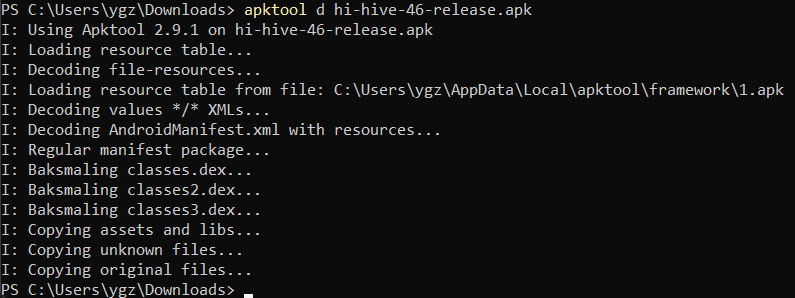 PS C:\Users\ygz\Downloads> apktool d hi-hive-46-release.apk
I: Using Apktool 2.9.1 on hi-hive-46-release.apk
I: Loading resource table...
I: Decoding file-resources...
I: Loading resource table from file: C:\Users\ygz\AppData\Local\apktool\framework\1.apk
I: Decoding values */* XMLs...
I: Decoding AndroidManifest.xml with resources...
I: Regular manifest package...
I: Baksmaling classes.dex...
I: Baksmaling classes2.dex...
I: Baksmaling classes3.dex...
I: Copying assets and libs...
I: Copying unknown files...
I: Copying original files...
PS C:\Users\ygz\Downloads>